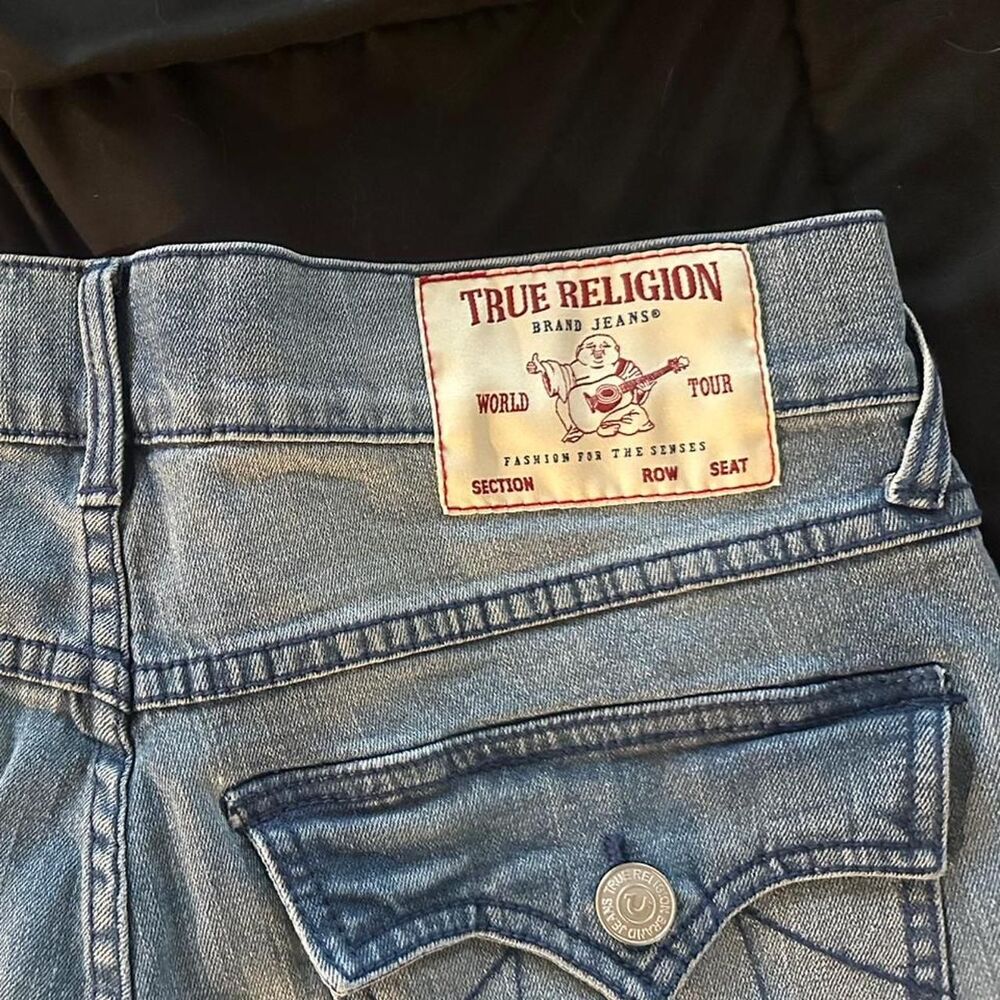 TRUE RELIGION
BRAND JEANS®
WORLD TOUR
FASHION FOR THE SENSES
SECTION ROW SEAT
TRUE RELIGION BRAND JEANS